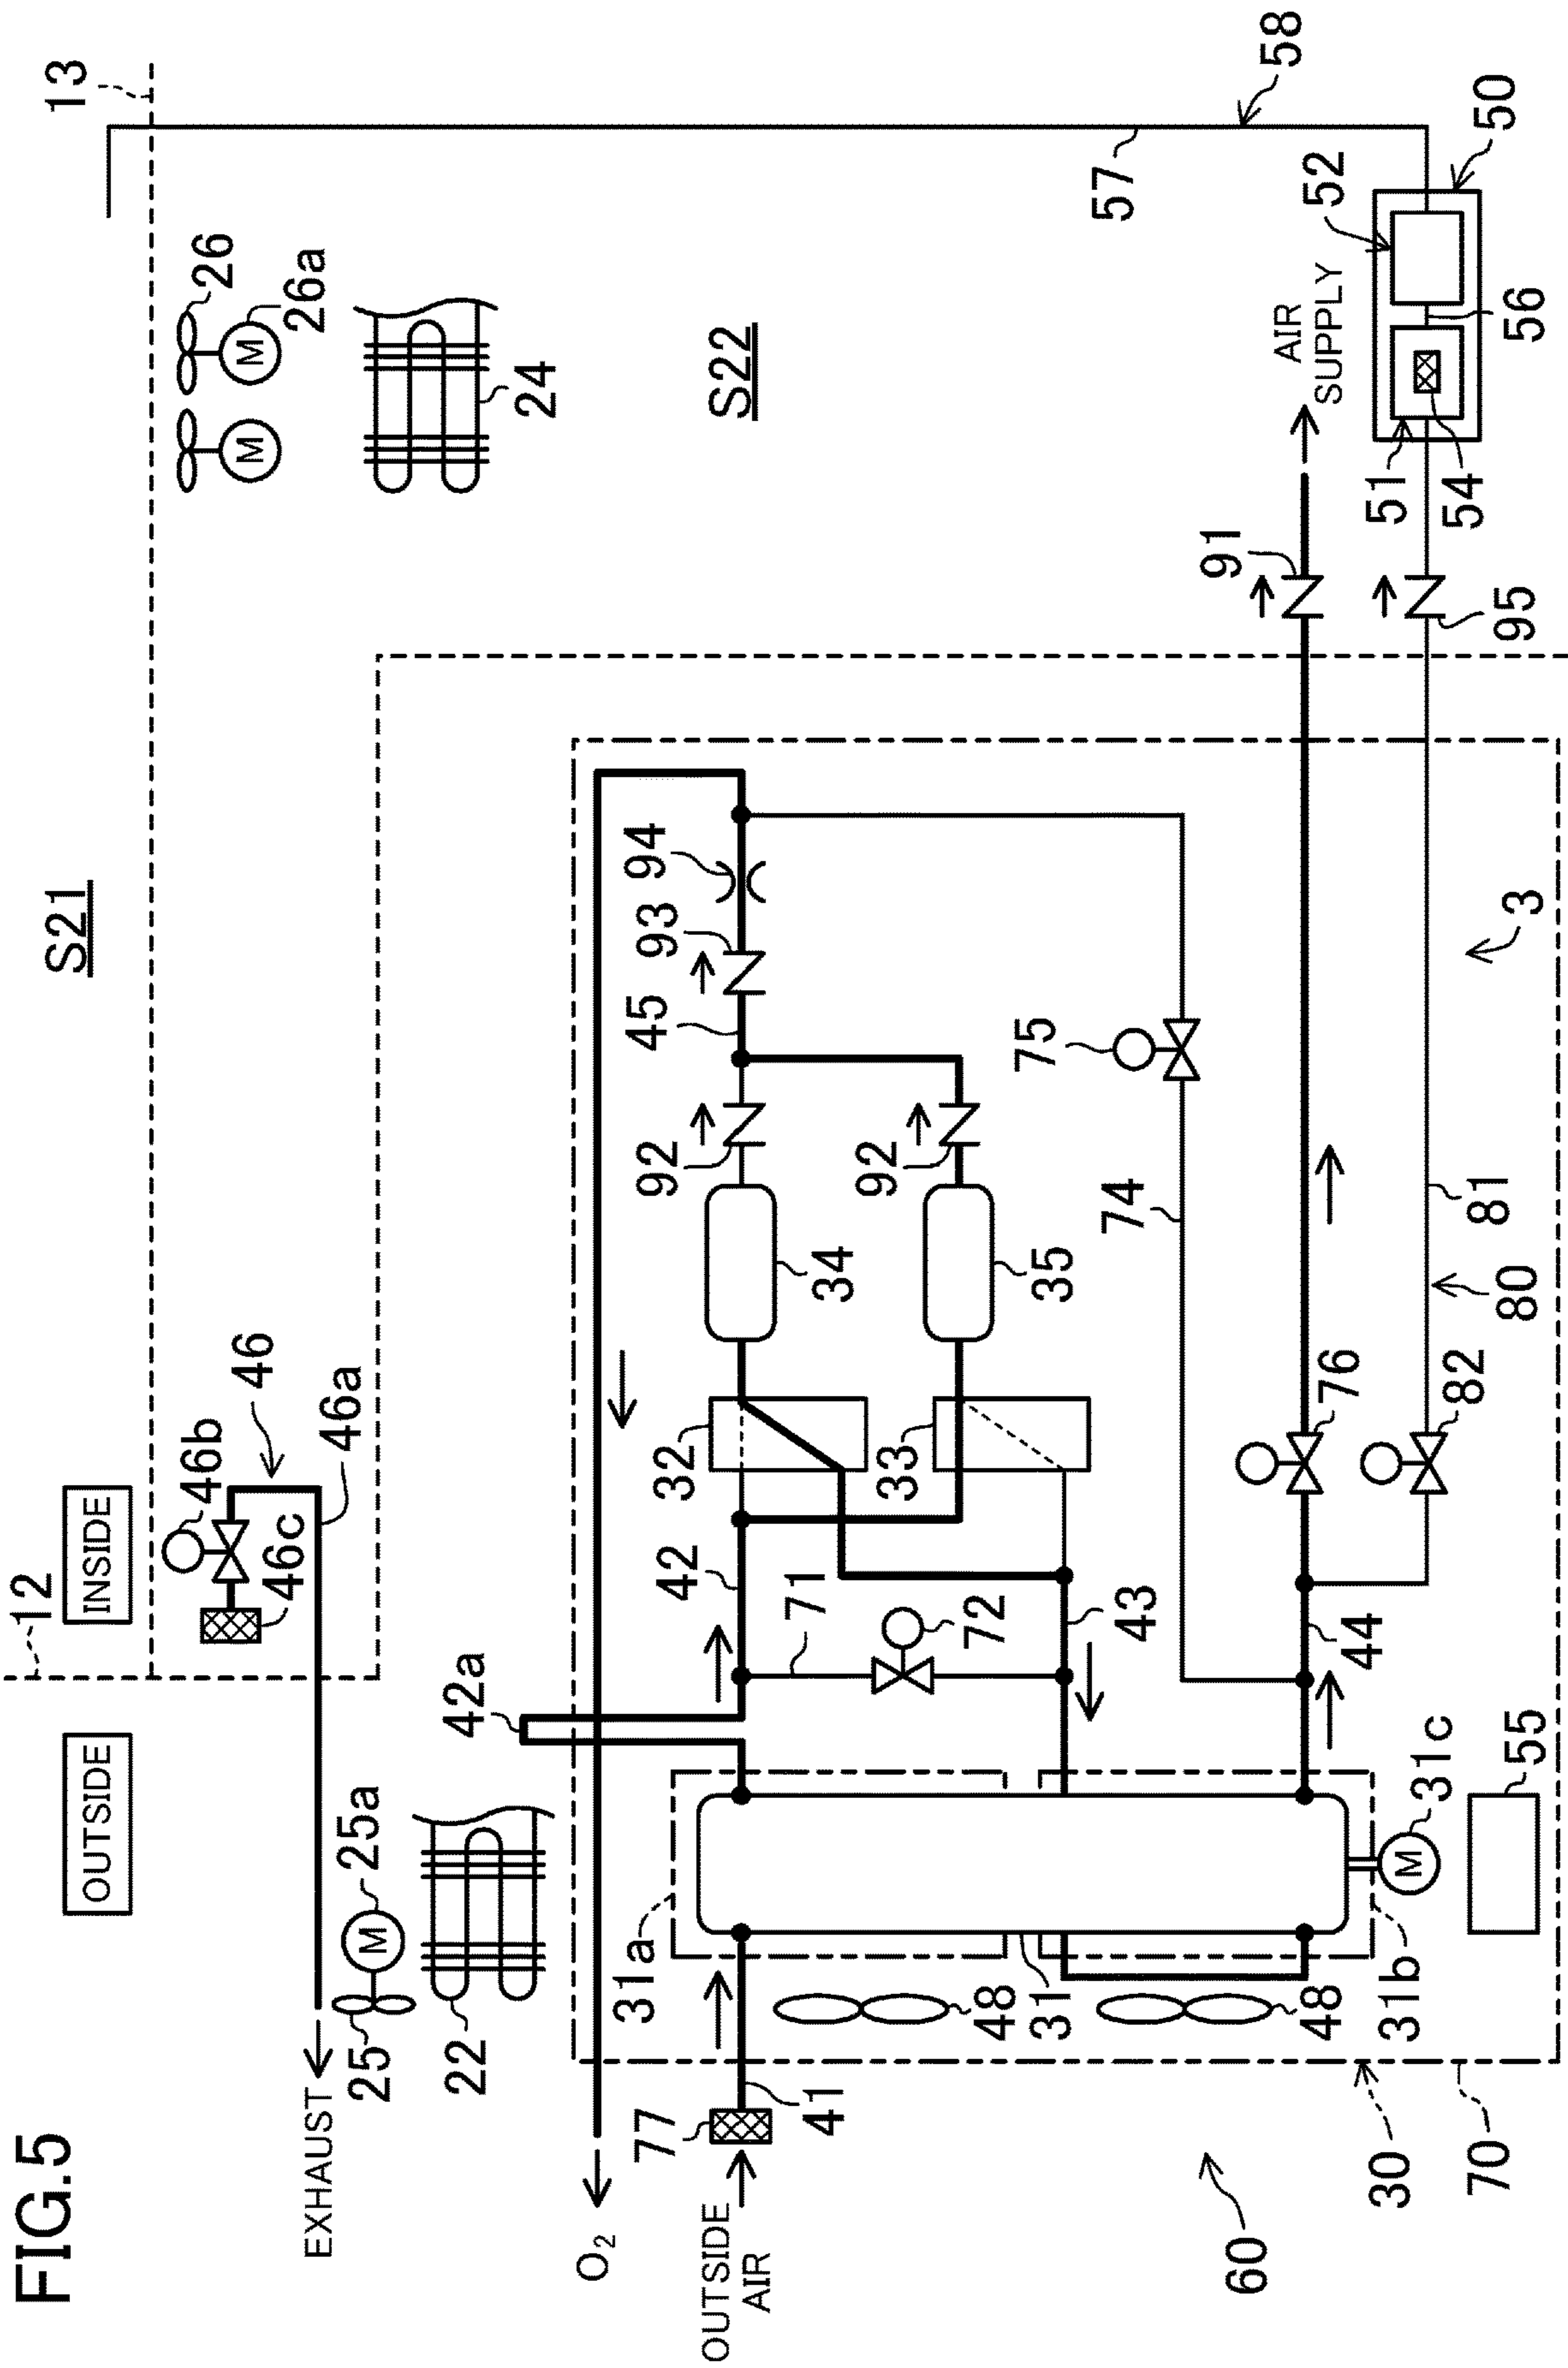 FIG.5
OUTSIDE
INSIDE
12
S21
13
EXHAUST
25
25a
M
46
46a
46b
46c
M
M
26
26a
22
24
S22
O₂
42a
77
OUTSIDE
AIR
41
31a
42
32
34
92
45
93
94
48
31
71
72
33
35
92
43
74
75
48
31b
44
76
91
AIR
SUPPLY
57
58
M
31c
82
80
81
95
51
54
52
56
50
55
60
30
70
3